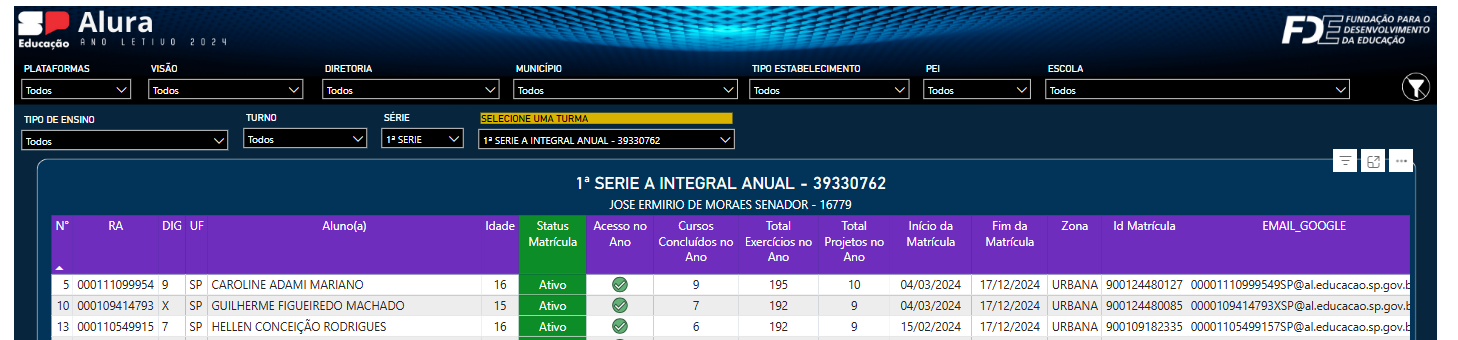 SP Educação Alura
ANO LETIVO 2024
FDE FUNDAÇÃO PARA O
DESENVOLVIMENTO
DA EDUCAÇÃO
PLATAFORMAS VISÃO DIRETORIA MUNICÍPIO TIPO ESTABELECIMENTO PEI ESCOLA
Todos Todos Todos Todos Todos Todos Todos
TIPO DE ENSINO TURNO SÉRIE SELECIONE UMA TURMA
Todos Todos 1ª SERIE 1ª SERIE A INTEGRAL ANUAL - 39330762
1ª SERIE A INTEGRAL ANUAL - 39330762
JOSE ERMIRIO DE MORAES SENADOR - 16779
N° RA DIG UF Aluno(a) Idade Status Acesso no Cursos Total Total Início da Fim da Zona Id Matrícula EMAIL_GOOGLE
Matrícula Ano Concluídos no Exercícios no Projetos no Matrícula Matrícula
Ano Ano Ano
5 000111099954 9 SP CAROLINE ADAMI MARIANO 16 Ativo 9 195 10 04/03/2024 17/12/2024 URBANA 900124480127 00001110999549SP@al.educacao.sp.gov.b
10 000109414793 X SP GUILHERME FIGUEIREDO MACHADO 15 Ativo 7 192 9 04/03/2024 17/12/2024 URBANA 900124480085 0000109414793XSP@al.educacao.sp.gov.b
13 000110549915 7 SP HELLEN CONCEIÇÃO RODRIGUES 16 Ativo 6 192 9 15/02/2024 17/12/2024 URBANA 900109182335 00001105499157SP@al.educacao.sp.gov.b